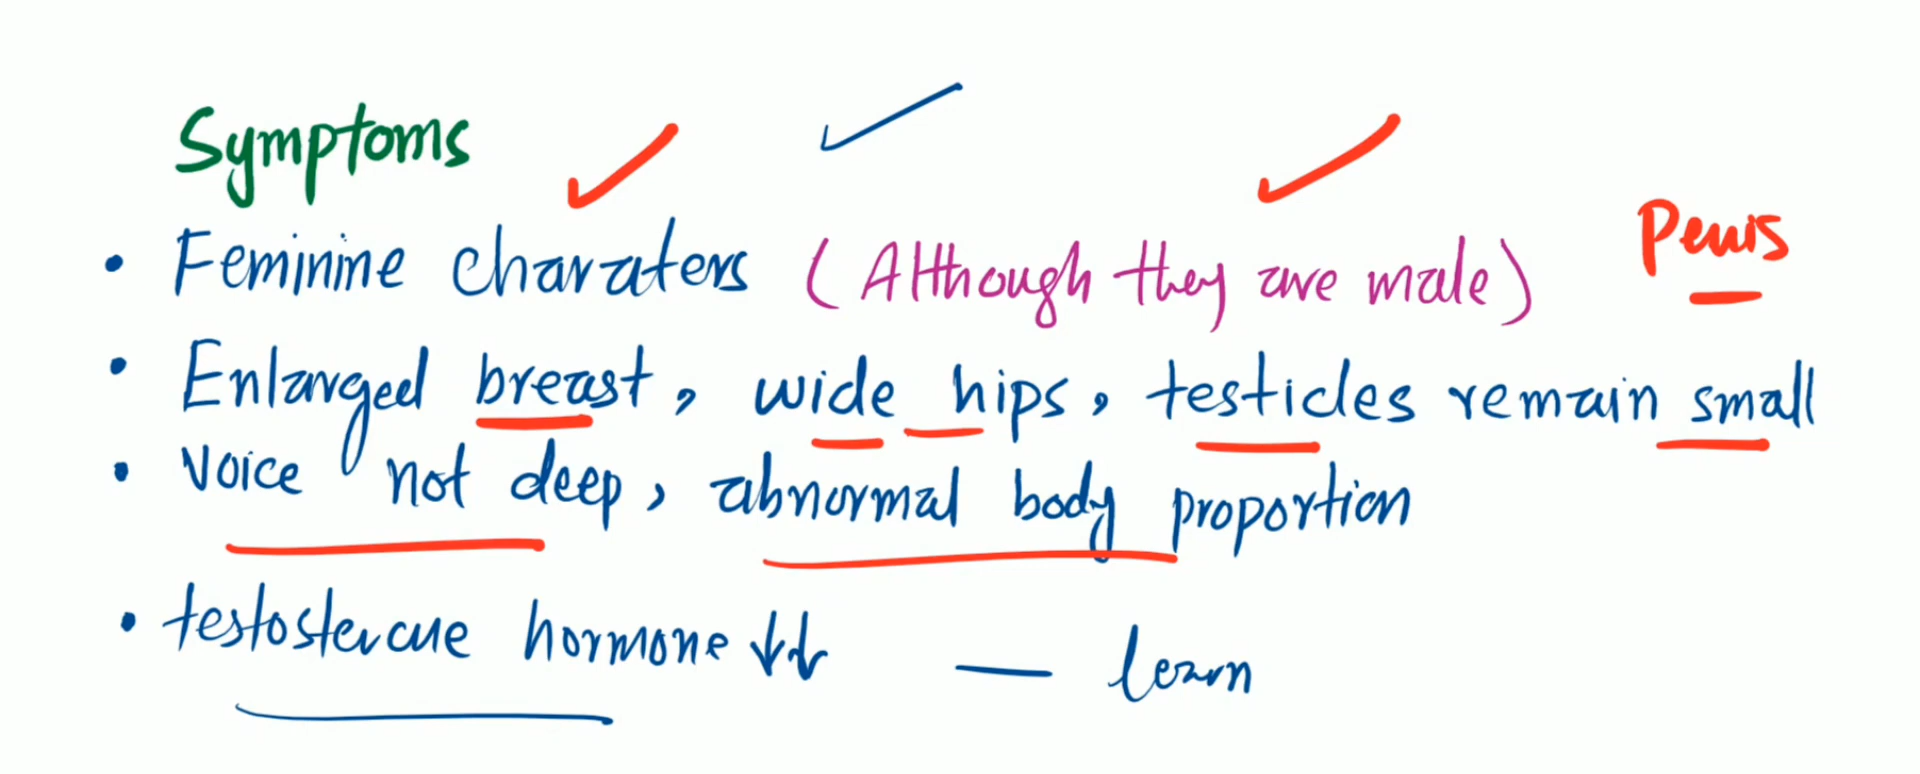 Symptoms
Penis
• Feminine charaters (Although they are male)
• Enlarged breast, wide hips, testicles remain small
• Voice not deep, abnormal body proportion
• testosterone hormone ↓↓ — learn